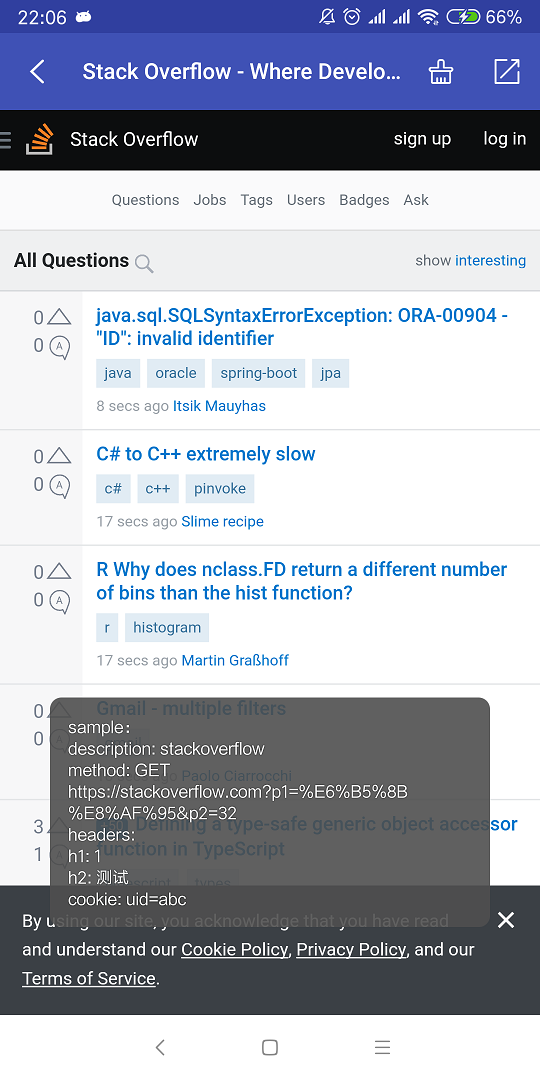 22:06 66%
Stack Overflow - Where Develo...
Stack Overflow sign up log in
Questions Jobs Tags Users Badges Ask
All Questions show interesting
0
java.sql.SQLSyntaxErrorException: ORA-00904 -
0 A
"ID": invalid identifier
java oracle spring-boot jpa
8 secs ago Itsik Mauyhas
0
C# to C++ extremely slow
0 A
c# c++ pinvoke
17 secs ago Slime recipe
0
R Why does nclass.FD return a different number
0 A
of bins than the hist function?
r histogram
17 secs ago Martin Graßhoff
0
Gmail - multiple filters
0
Paolo Ciarrocchi
3
Defining a type-safe generic object accessor
1
function in TypeScript
types
sample:
description: stackoverflow
method: GET
https://stackoverflow.com?p1=%E6%B5%8B
%E8%AF%95&p2=32
headers:
h1: 1
h2: 测试
cookie: uid=abc
By using our site, you acknowledge that you have read
and understand our Cookie Policy, Privacy Policy, and our
Terms of Service.